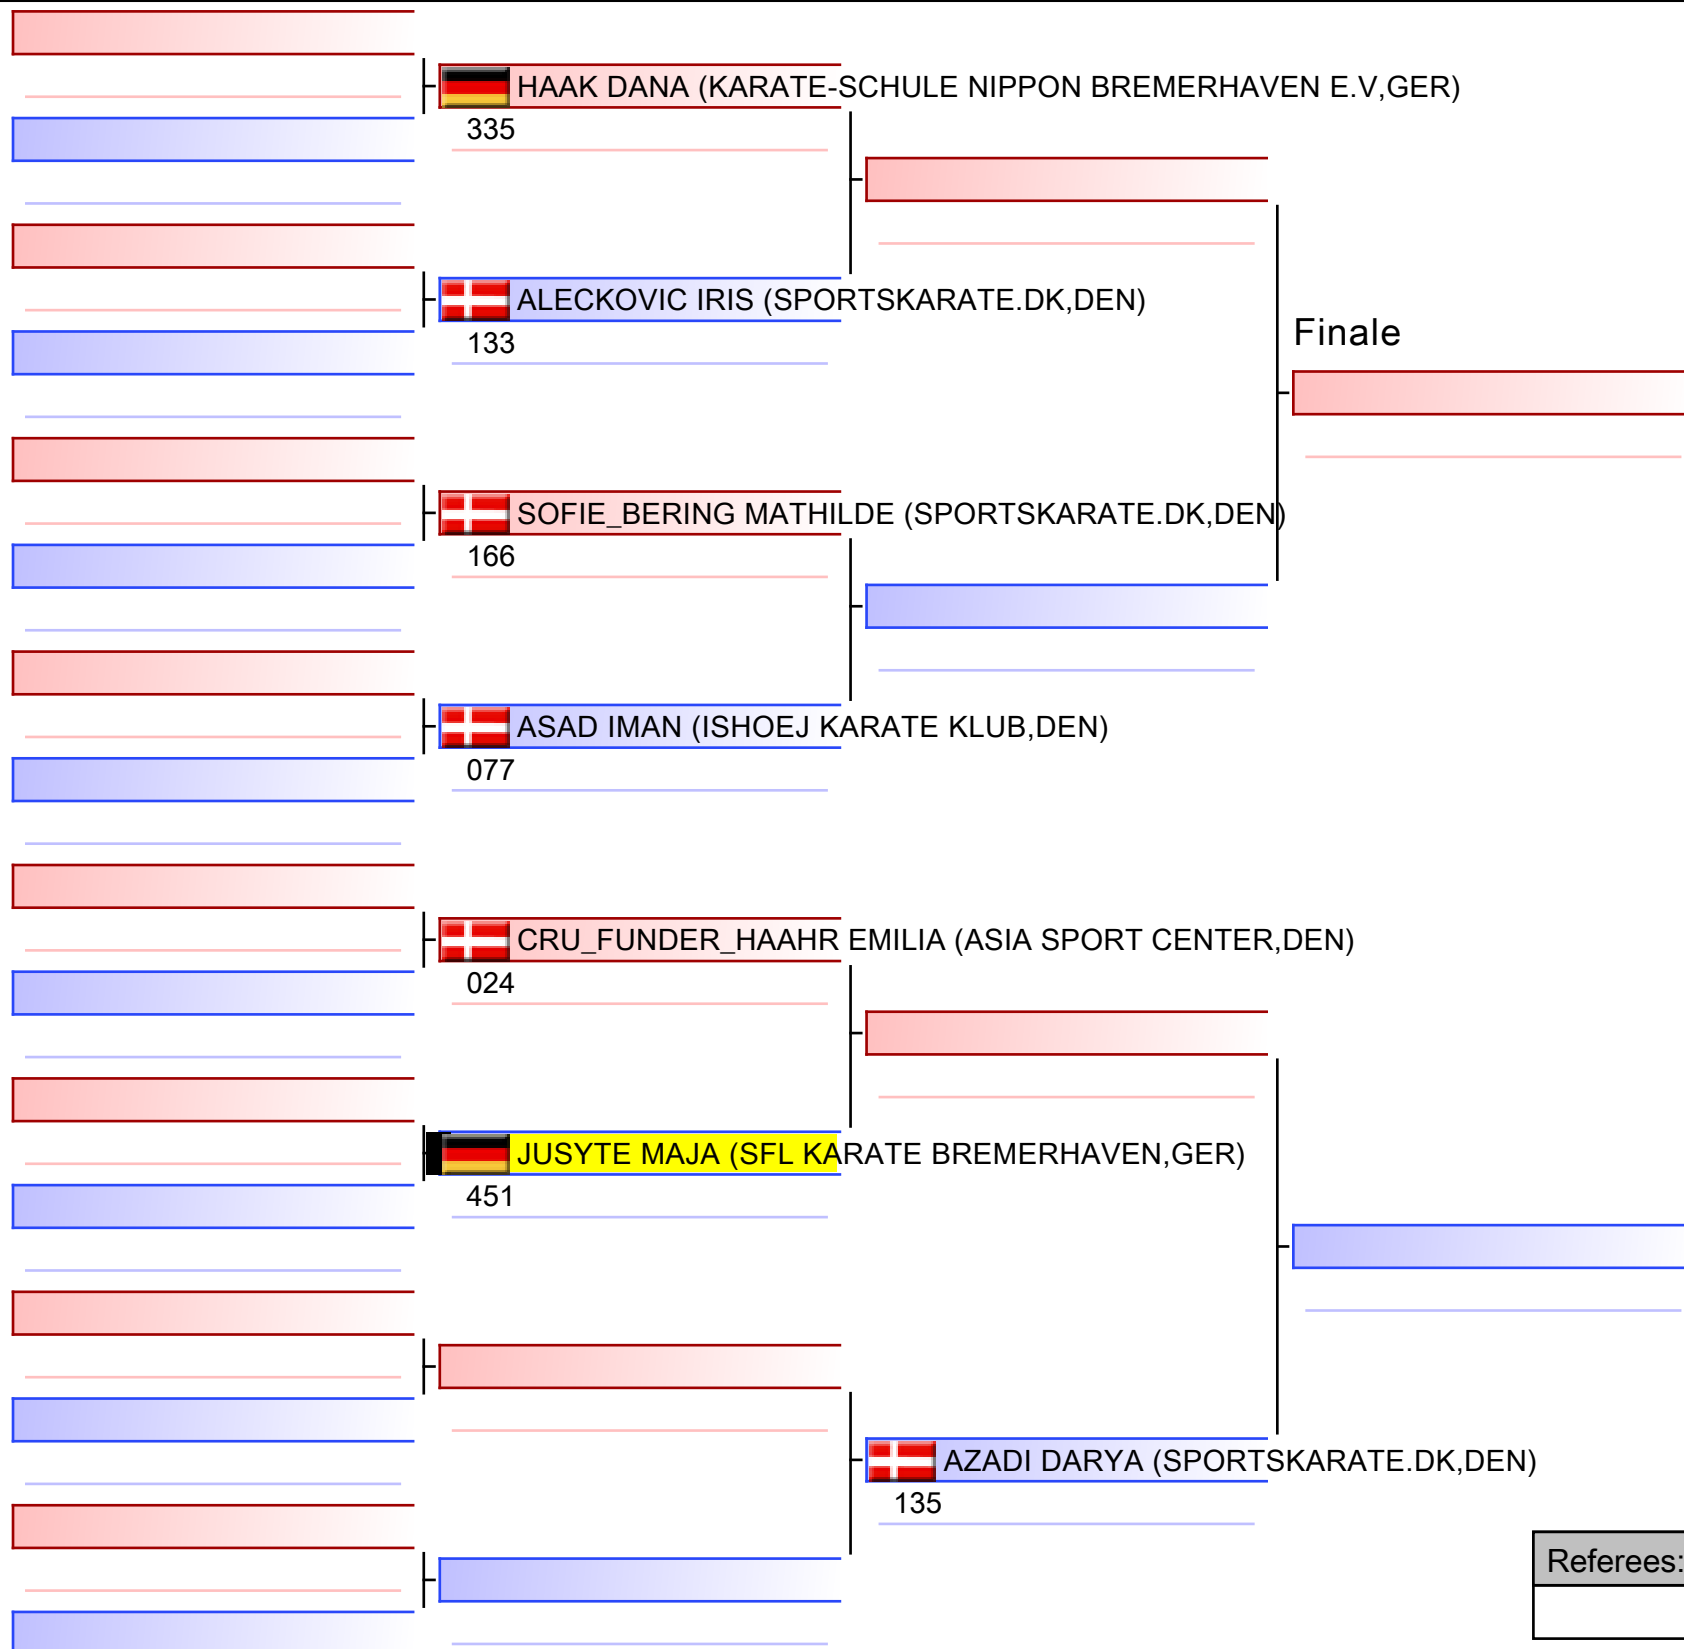 HAAK DANA (KARATE-SCHULE NIPPON BREMERHAVEN E.V,GER)
335
ALECKOVIC IRIS (SPORTSKARATE.DK,DEN)
133
Finale
SOFIE_BERING MATHILDE (SPORTSKARATE.DK,DEN)
166
ASAD IMAN (ISHOEJ KARATE KLUB,DEN)
077
CRU_FUNDER_HAAHR EMILIA (ASIA SPORT CENTER,DEN)
024
JUSYTE MAJA (SFL KARATE BREMERHAVEN,GER)
451
AZADI DARYA (SPORTSKARATE.DK,DEN)
135
Referees: